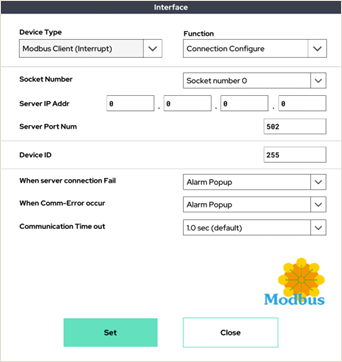 Interface
Device Type
Function
Modbus Client (Interrupt)
Connection Configure
Socket Number
Socket number 0
Server IP Addr
0 . 0 . 0 . 0
Server Port Num
502
Device ID
255
When server connection Fail
Alarm Popup
When Comm-Error occur
Alarm Popup
Communication Time out
1.0 sec (default)
Modbus
Set
Close